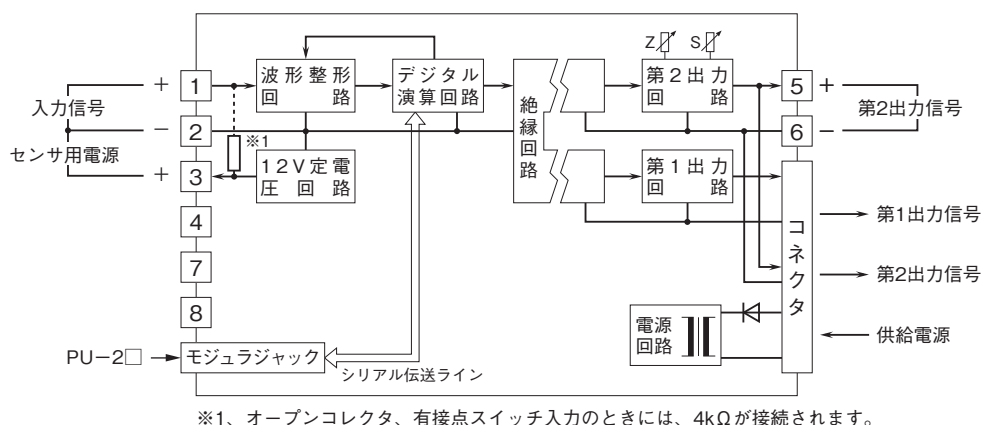 入力信号
センサ用電源
+
−
+
1
2
3
4
7
8
※1
波形整形
回路
デジタル
演算回路
12V定電
圧回路
絶縁回路
Z
S
第2出力
回路
第1出力
回路
5
6
+
−
第2出力信号
コネクタ
第1出力信号
第2出力信号
供給電源
電源
回路
PU−2□
モジュラジャック
シリアル伝送ライン
※1、オープンコレクタ、有接点スイッチ入力のときには、4kΩが接続されます。